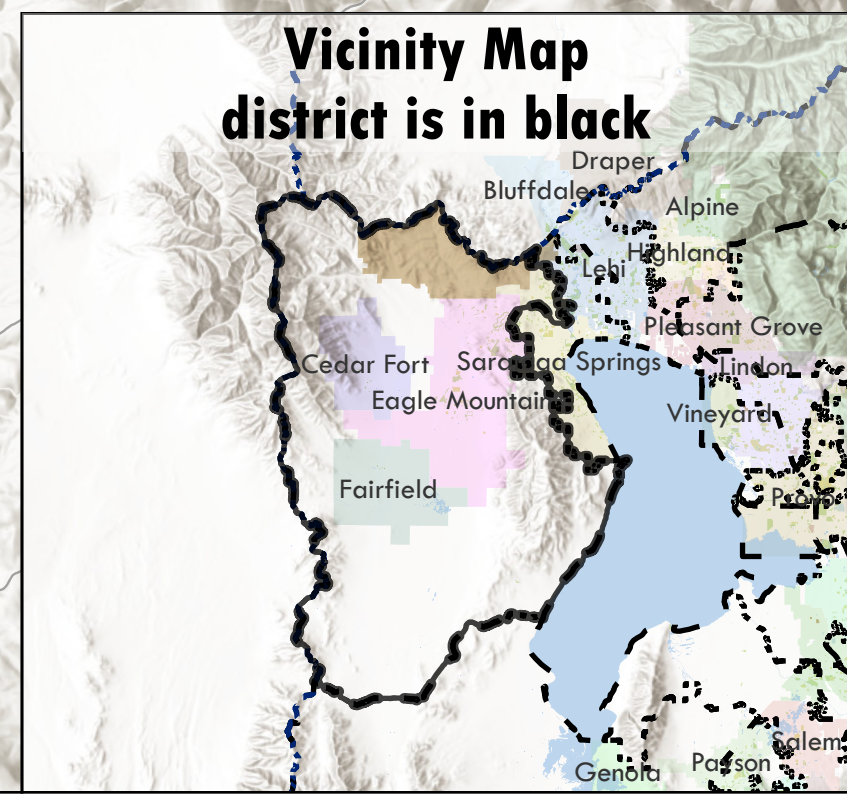 Vicinity Map
district is in black
Draper
Bluffdale
Alpine
Highland
Lehi
Pleasant Grove
Cedar Fort
Saratoga Springs
Lindon
Eagle Mountain
Vineyard
Fairfield
Provo
Salem
Payson
Genola